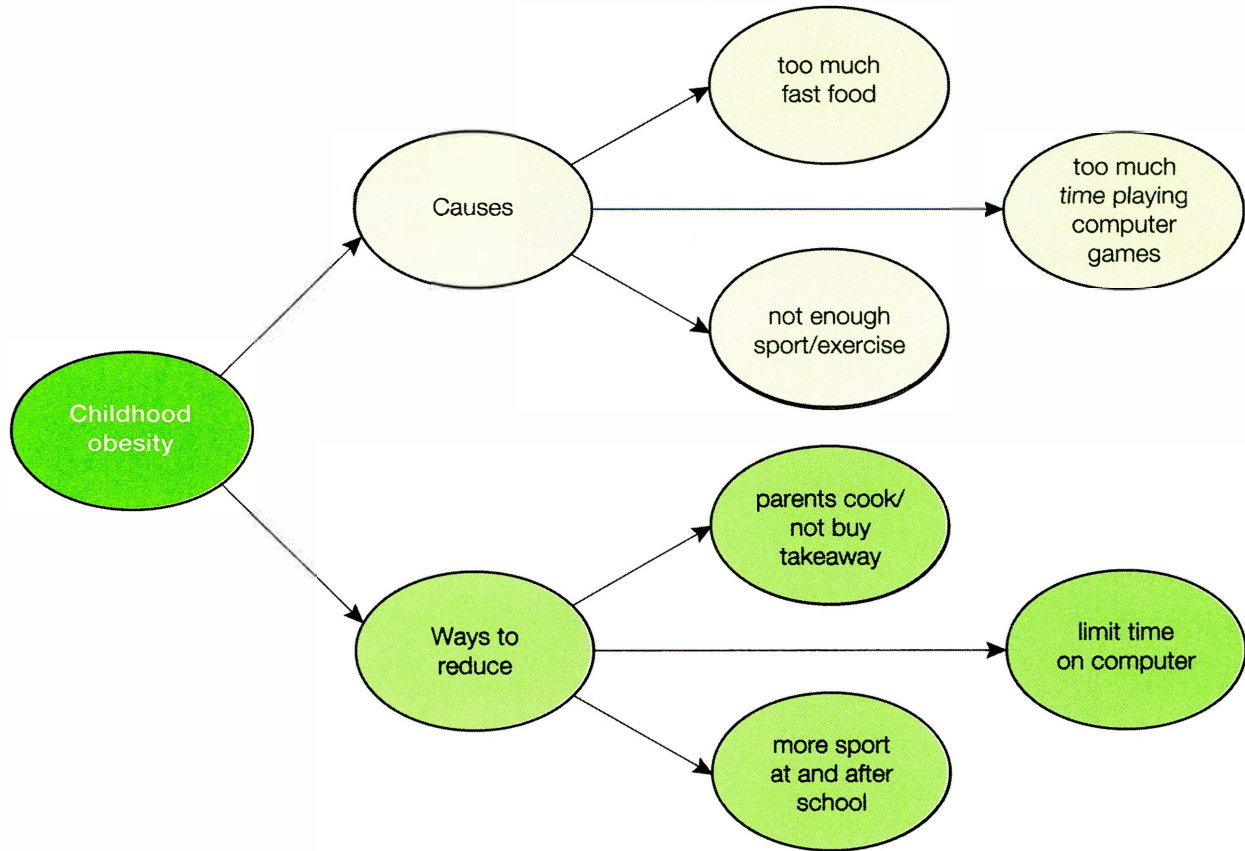 too much
fast food
too much
time playing
computer
games
Causes
not enough
sport/exercise
Childhood
obesity
parents cook/
not buy
takeaway
Ways to
reduce
limit time
on computer
more sport
at and after
school